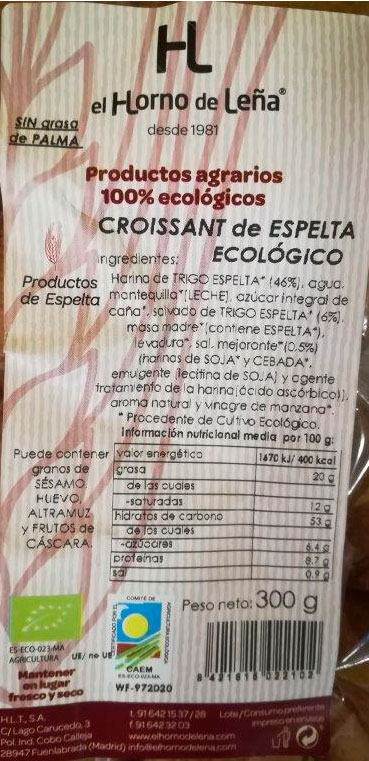 HL
el Horno de Leña®
desde 1981
SIN grasa
de PALMA
Productos agrarios
100% ecológicos
CROISSANT de ESPELTA
ECOLÓGICO
Productos
de Espelta
ingredientes:
Harina de TRIGO ESPELTA* (46%), agua,
mantequilla*(LECHE), azúcar integral de
caña*, salvado de TRIGO ESPELTA* (6%),
masa madre*(contiene ESPELTA*),
levadura*, sal, mejorante*(0,5%)
(harinas de SOJA* y CEBADA*,
emulgente (lecitina de SOJA) y agente
tratamiento de la harina(ácido ascórbico)),
aroma natural y vinagre de manzana*.
* Procedente de Cultivo Ecológico.
Información nutricional media por 100 g:
valor energético 1670 kJ/ 400 kcal
grasa 20 g
de las cuales
-saturadas 12 g
hidratos de carbono 53 g
de los cuales
-azúcares 6.4 g
proteínas 8.7 g
sal 0.9 g
Puede contener
granos de
SÉSAMO,
HUEVO,
ALTRAMUZ
y FRUTOS de
CÁSCARA.
ES-ECO-023-MA
AGRICULTURA UE/ no UE
Mantener
en lugar
fresco y seco
COMITÉ DE
AGRICULTURA ECOLÓGICA
CERTIFICADO POR EL
CAEM
ES-ECO-023-MA
WF-972020
Peso neto: 300 g
8 421616 022102
H.L.T., S.A.
C/ Lago Carucedo, 3
Pol. Ind. Cobo Calleja
28947 Fuenlabrada (Madrid)
t. 91 642 15 37/28
f. 91 642 32 03
www.elhornodelena.com
info@elhornodelena.com
Lote/Consumo preferente
impreso en envase